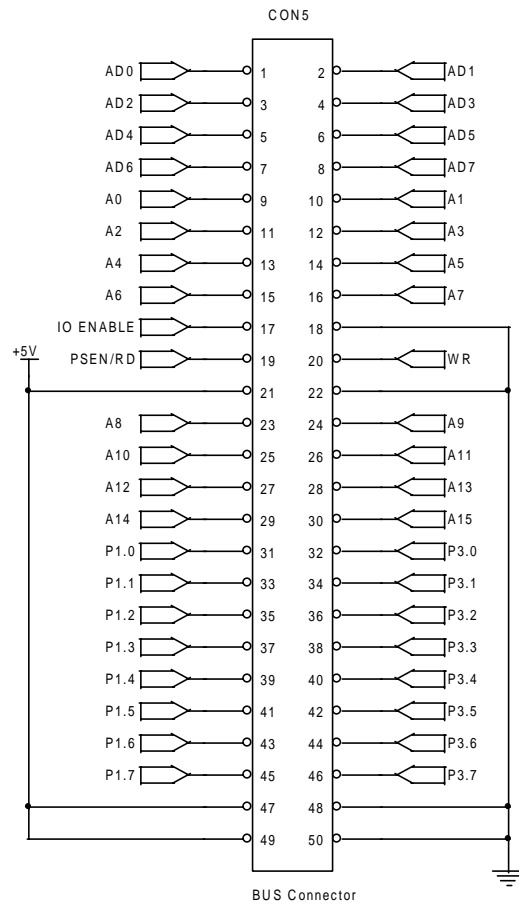 CON5
AD0 1 2 AD1
AD2 3 4 AD3
AD4 5 6 AD5
AD6 7 8 AD7
A0 9 10 A1
A2 11 12 A3
A4 13 14 A5
A6 15 16 A7
IO ENABLE 17 18
+5V PSEN/RD 19 20 WR
21 22
A8 23 24 A9
A10 25 26 A11
A12 27 28 A13
A14 29 30 A15
P1.0 31 32 P3.0
P1.1 33 34 P3.1
P1.2 35 36 P3.2
P1.3 37 38 P3.3
P1.4 39 40 P3.4
P1.5 41 42 P3.5
P1.6 43 44 P3.6
P1.7 45 46 P3.7
47 48
49 50
BUS Connector